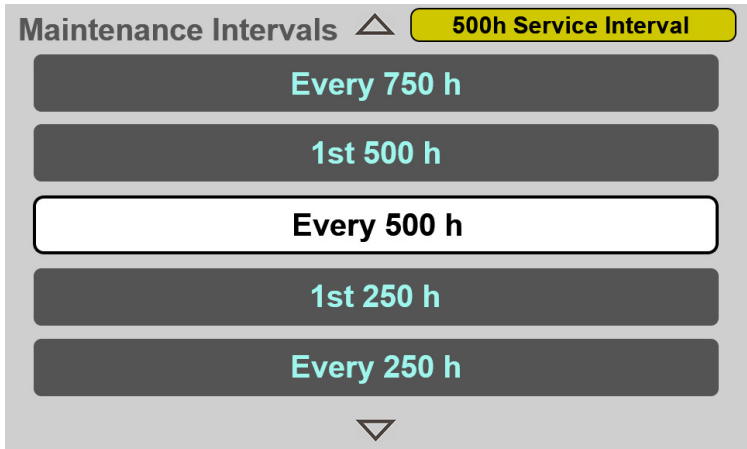 Maintenance Intervals
500h Service Interval
Every 750 h
1st 500 h
Every 500 h
1st 250 h
Every 250 h